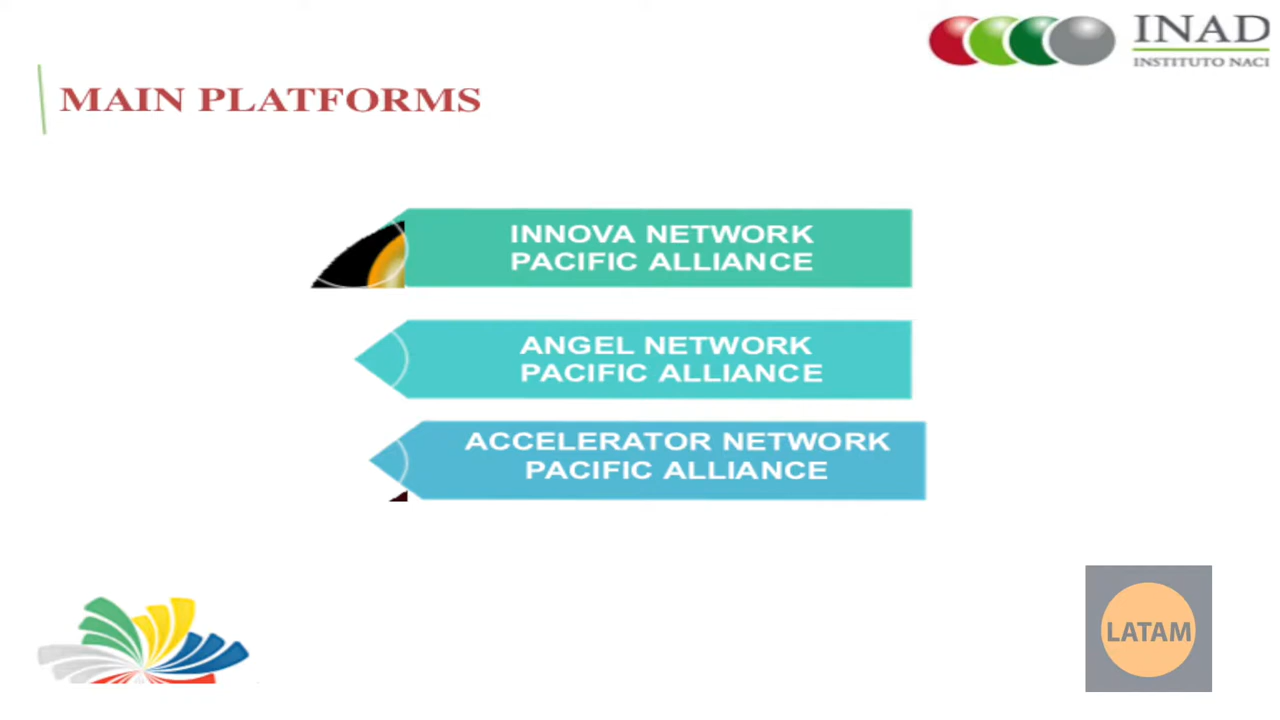 INAD
INSTITUTO NACI
MAIN PLATFORMS
INNOVA NETWORK
PACIFIC ALLIANCE
ANGEL NETWORK
PACIFIC ALLIANCE
ACCELERATOR NETWORK
PACIFIC ALLIANCE
LATAM